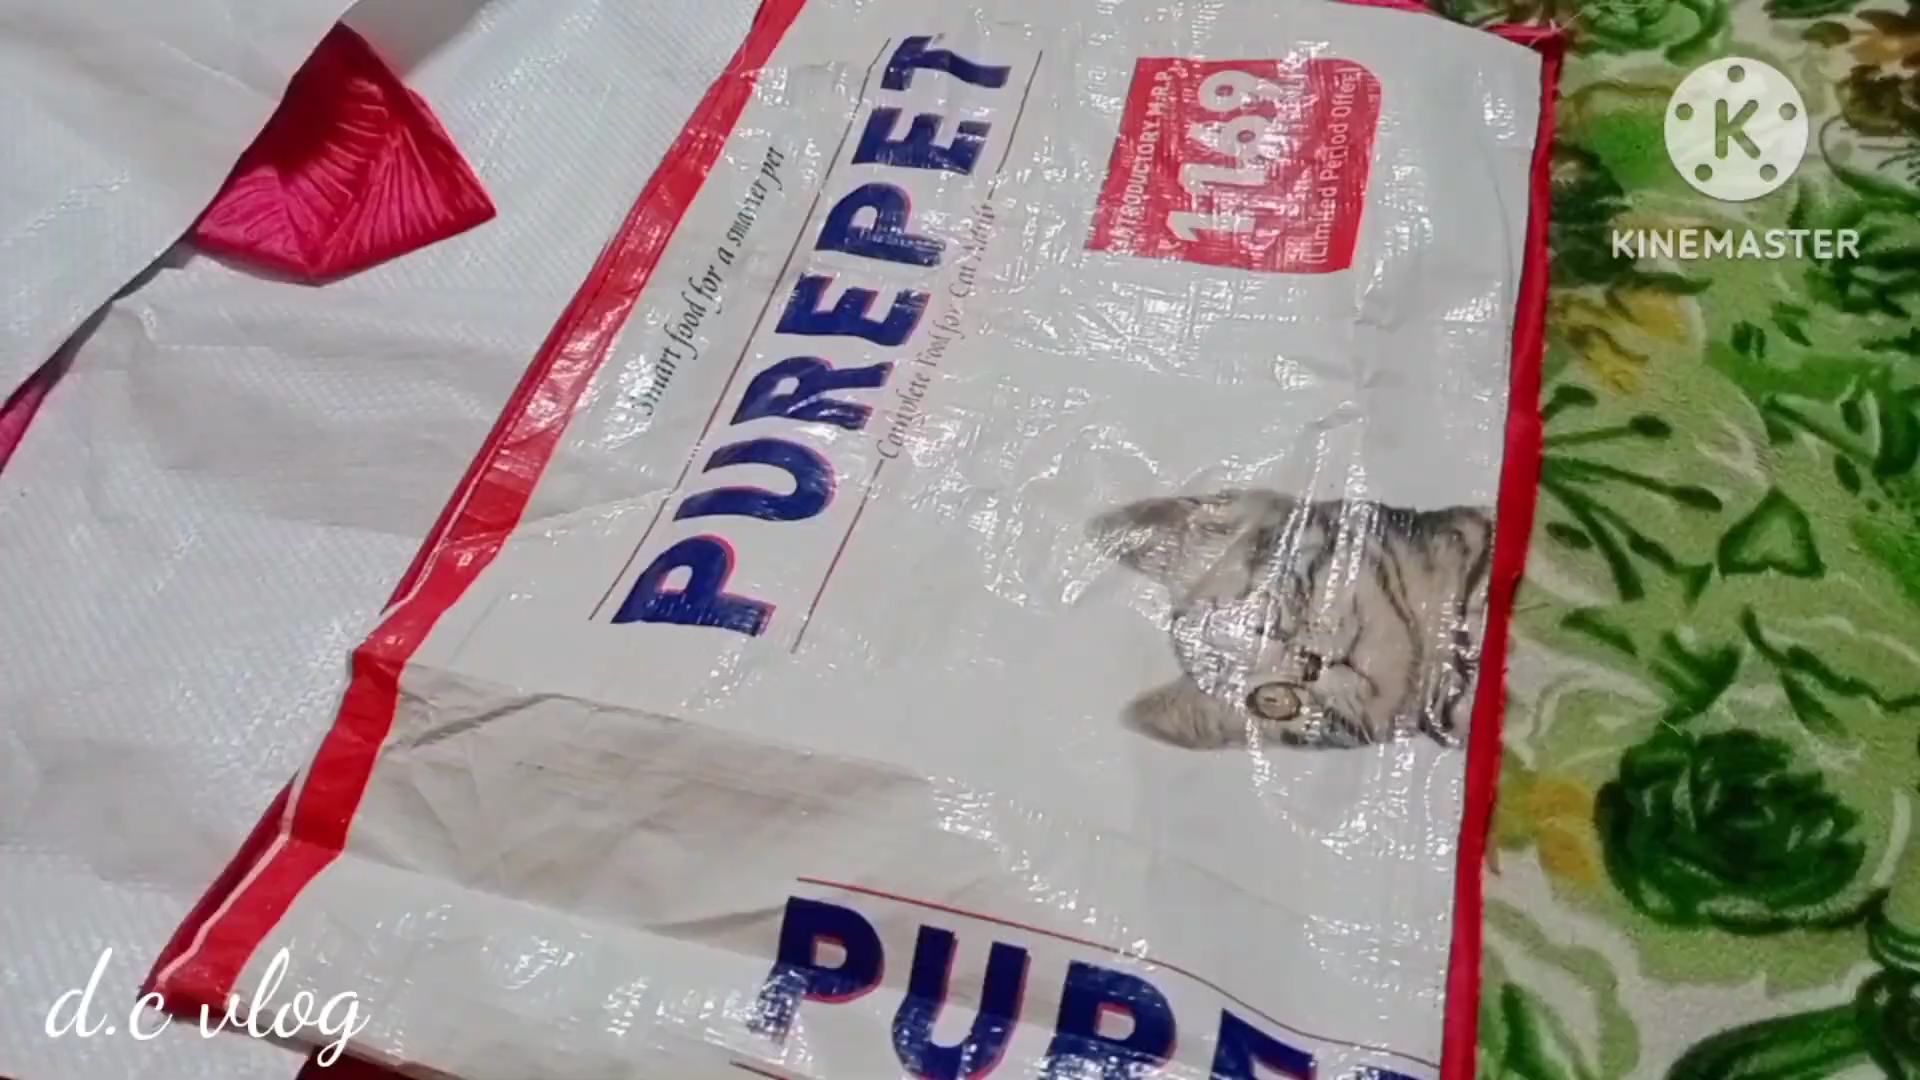 Smart food for a smarter pet
PUREPET
Complete Food for Cat Adult
INTRODUCTORY M.R.P.
1169
(Limited Period Offer)
K
KINEMASTER
PURE
d.c vlog